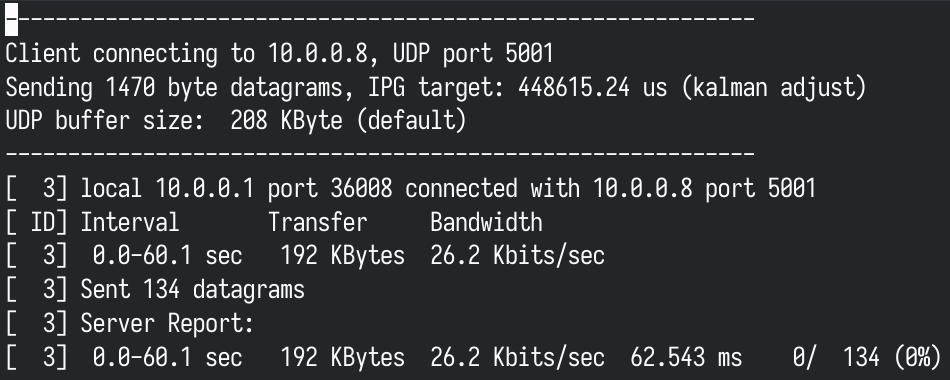 ------------------------------------------------------------
Client connecting to 10.0.0.8, UDP port 5001
Sending 1470 byte datagrams, IPG target: 448615.24 us (kalman adjust)
UDP buffer size:  208 KByte (default)
------------------------------------------------------------
[  3] local 10.0.0.1 port 36008 connected with 10.0.0.8 port 5001
[ ID] Interval       Transfer     Bandwidth
[  3]  0.0-60.1 sec   192 KBytes  26.2 Kbits/sec
[  3] Sent 134 datagrams
[  3] Server Report:
[  3]  0.0-60.1 sec   192 KBytes  26.2 Kbits/sec  62.543 ms    0/  134 (0%)